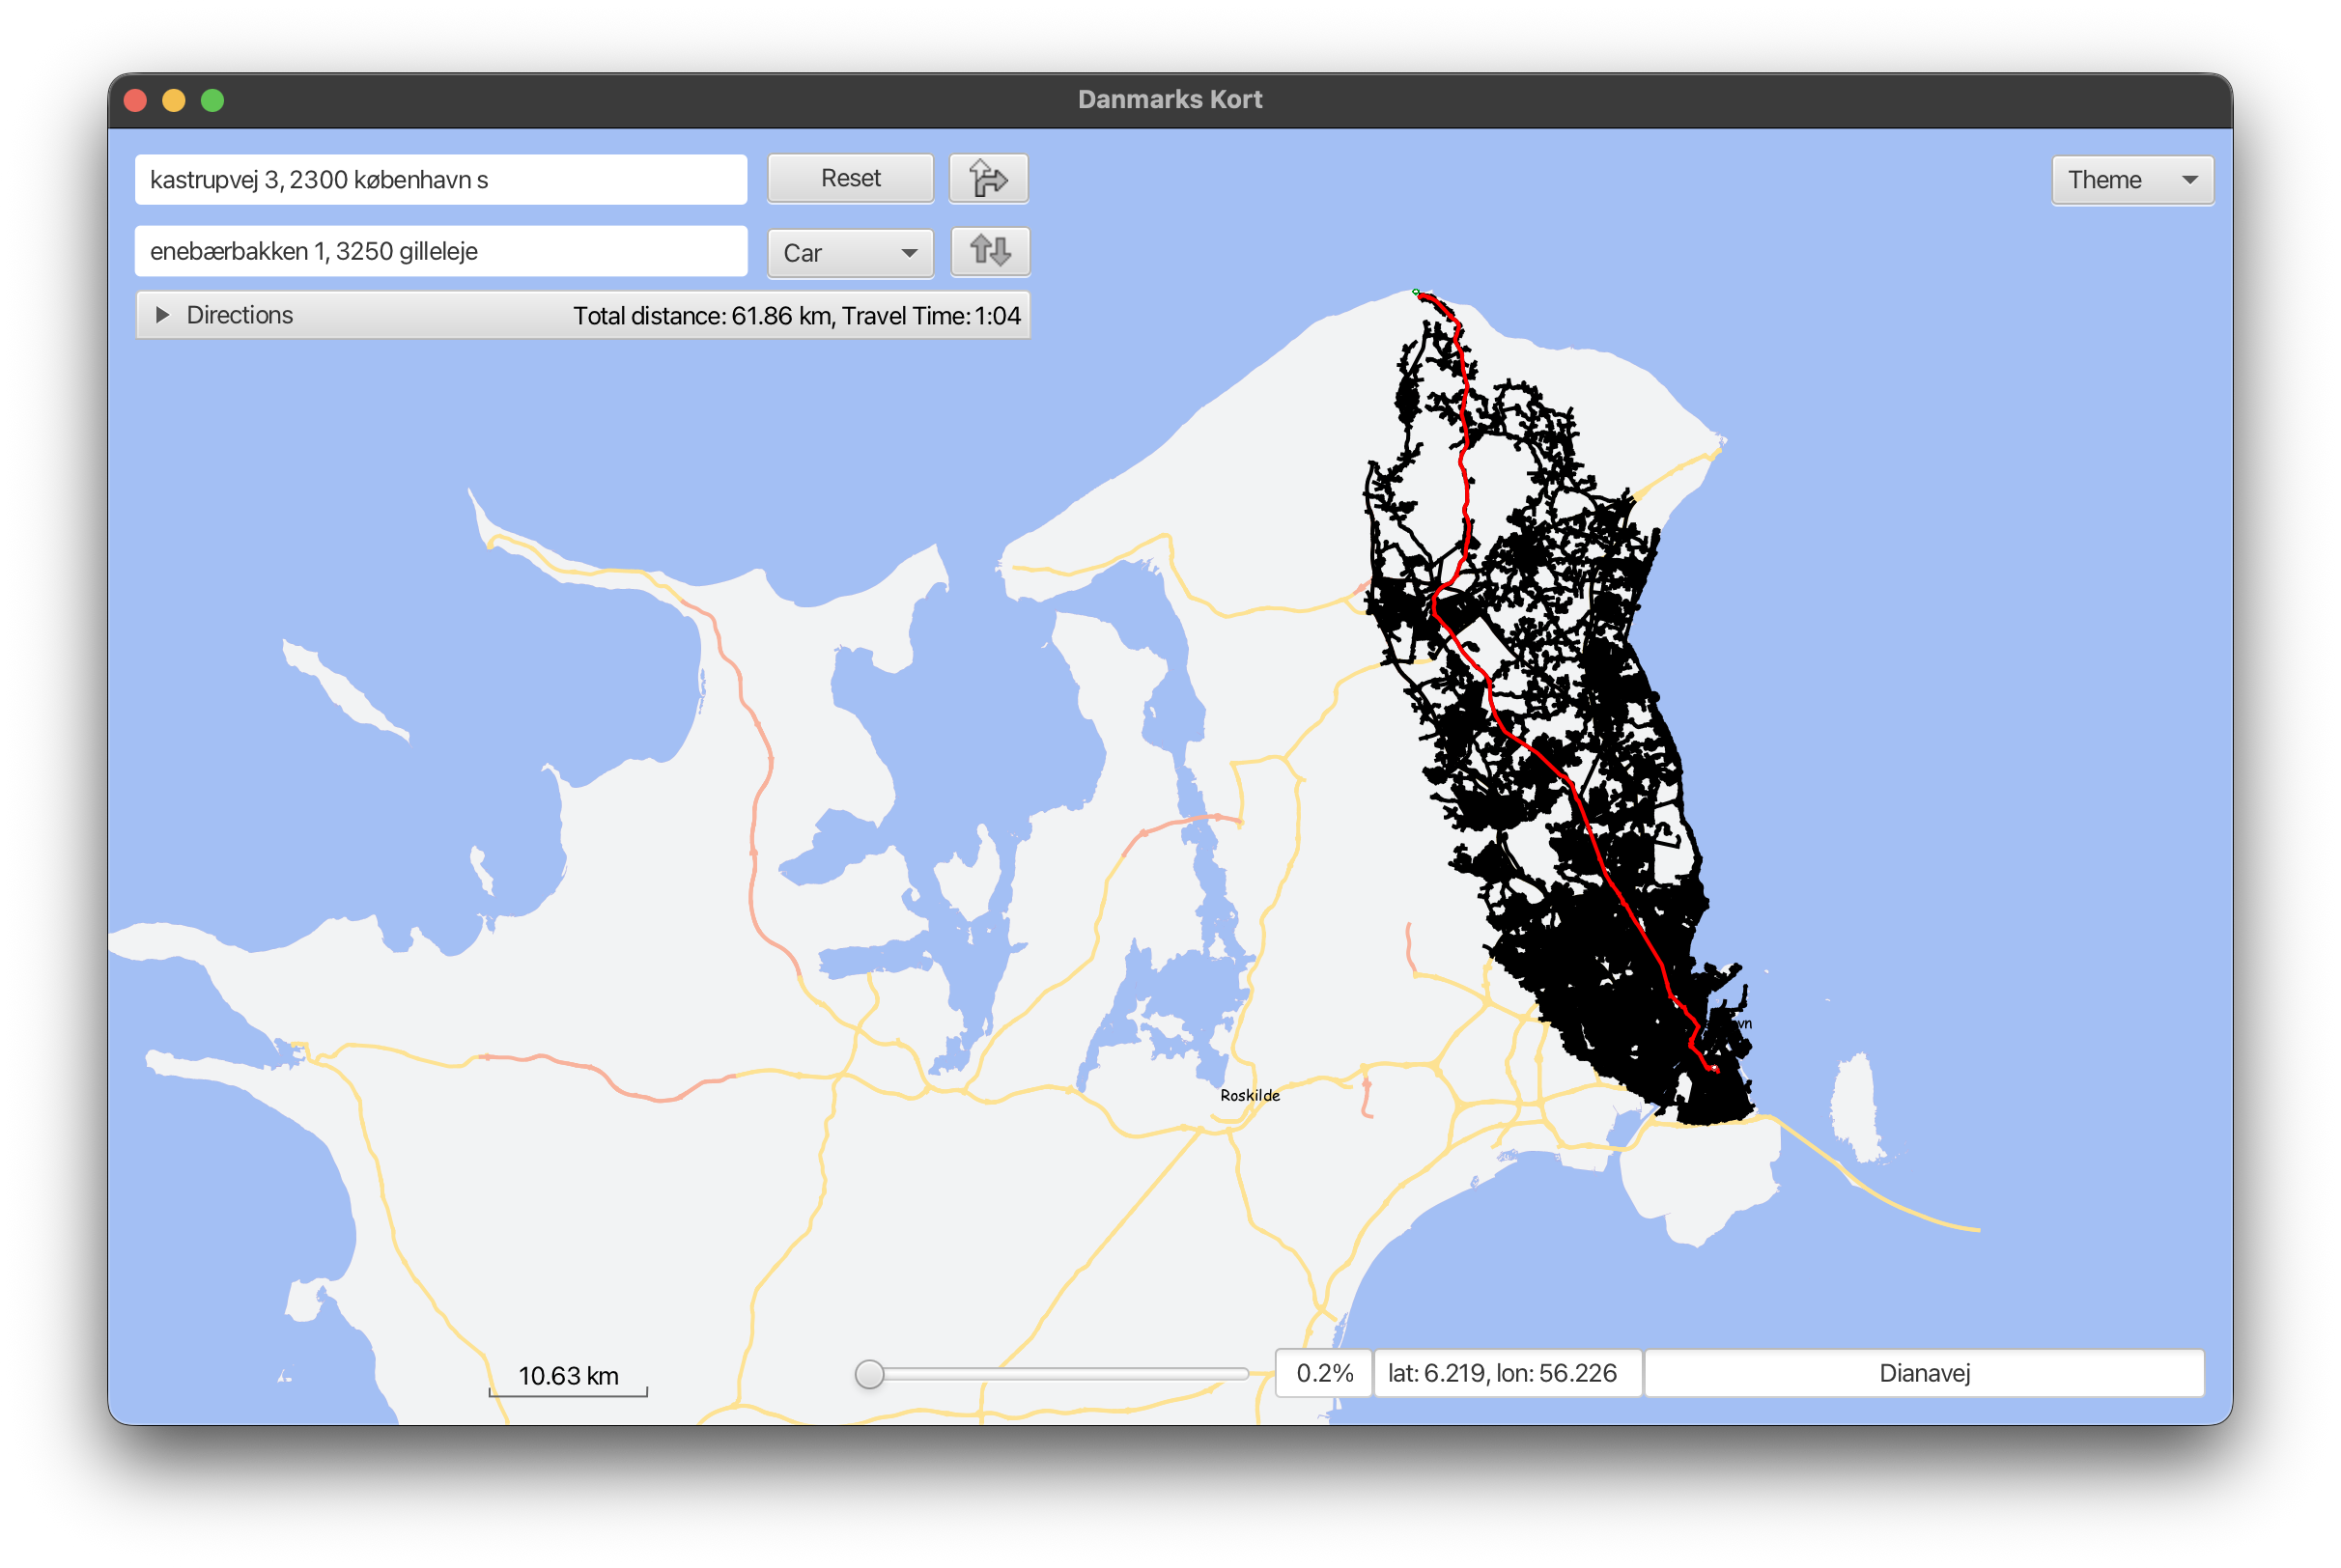 Danmarks Kort
kastrupvej 3, 2300 københavn s
Reset
Theme
enebærbakken 1, 3250 gilleleje
Car
Directions
Total distance: 61.86 km, Travel Time: 1:04
Roskilde
10.63 km
0.2%
lat: 6.219, lon: 56.226
Dianavej